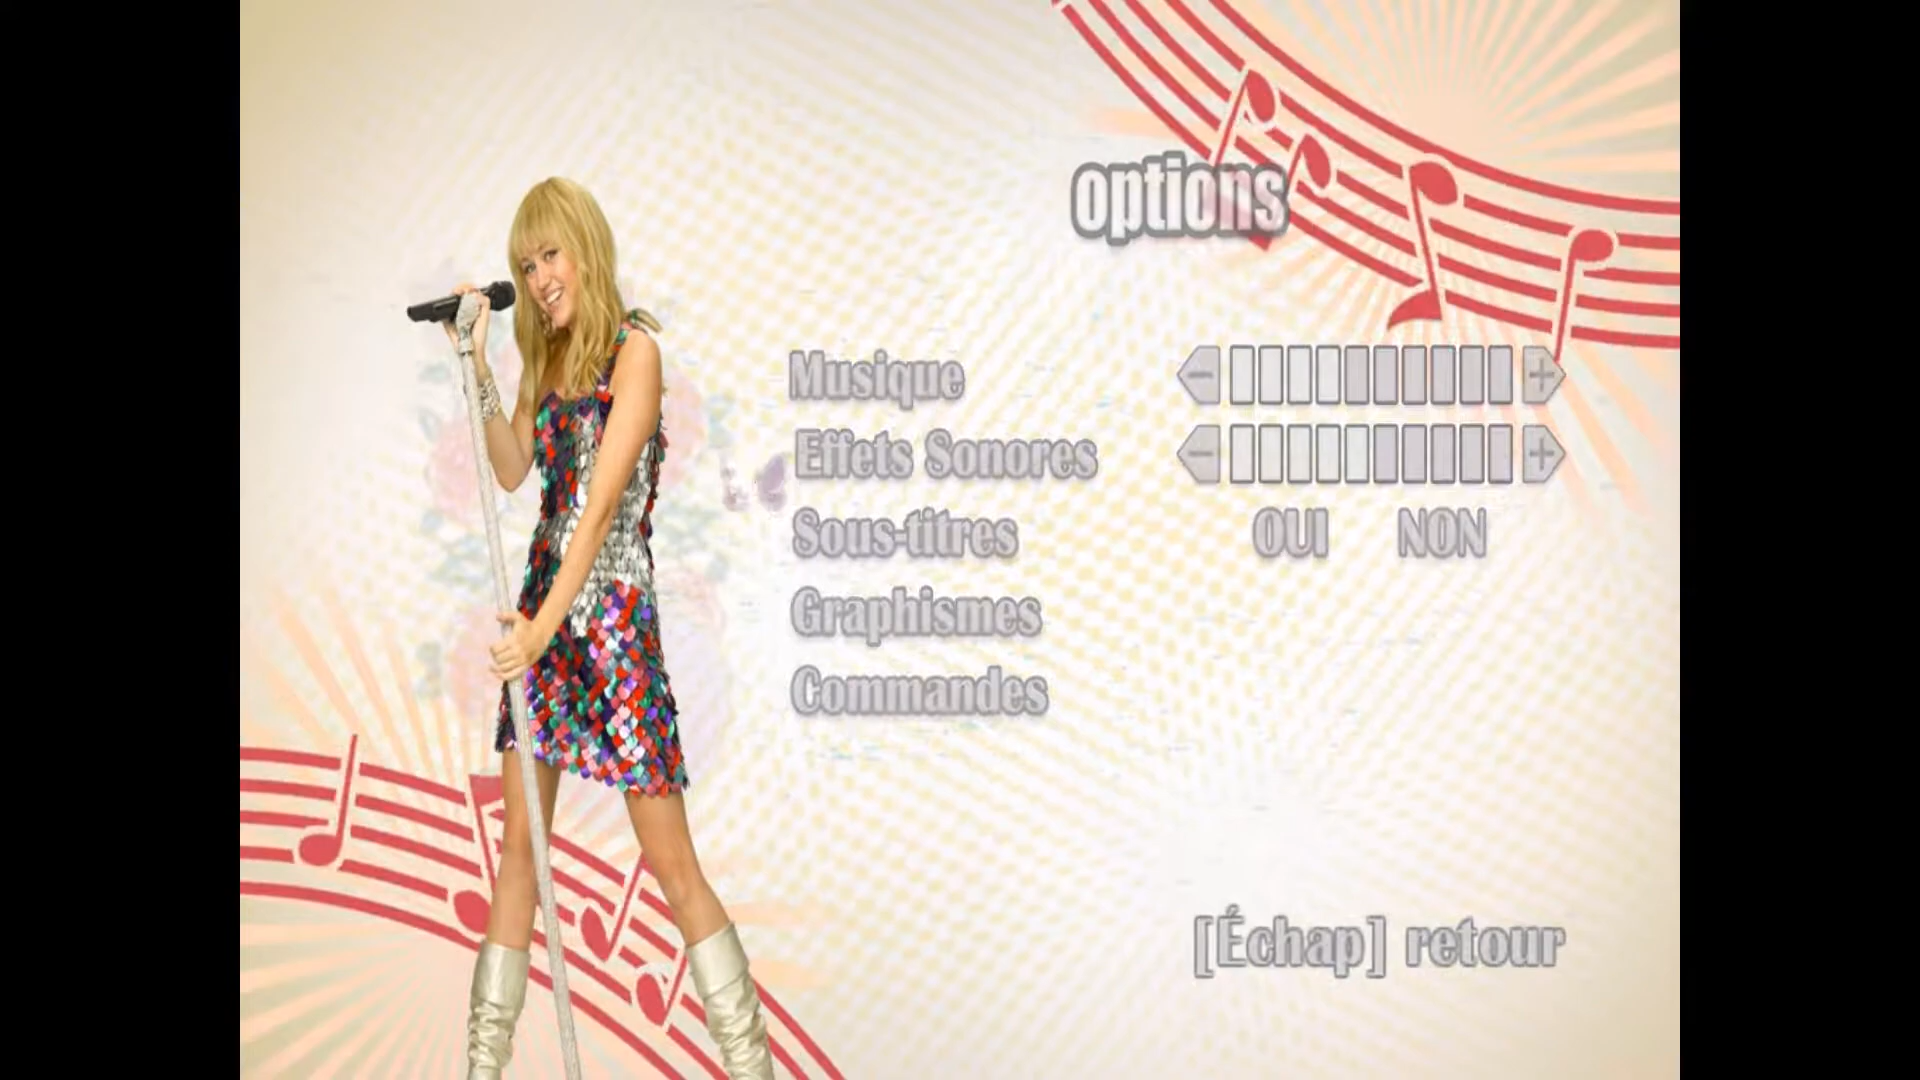 options
Musique
Effets Sonores
Sous-titres OUI NON
Graphismes
Commandes
[Échap] retour